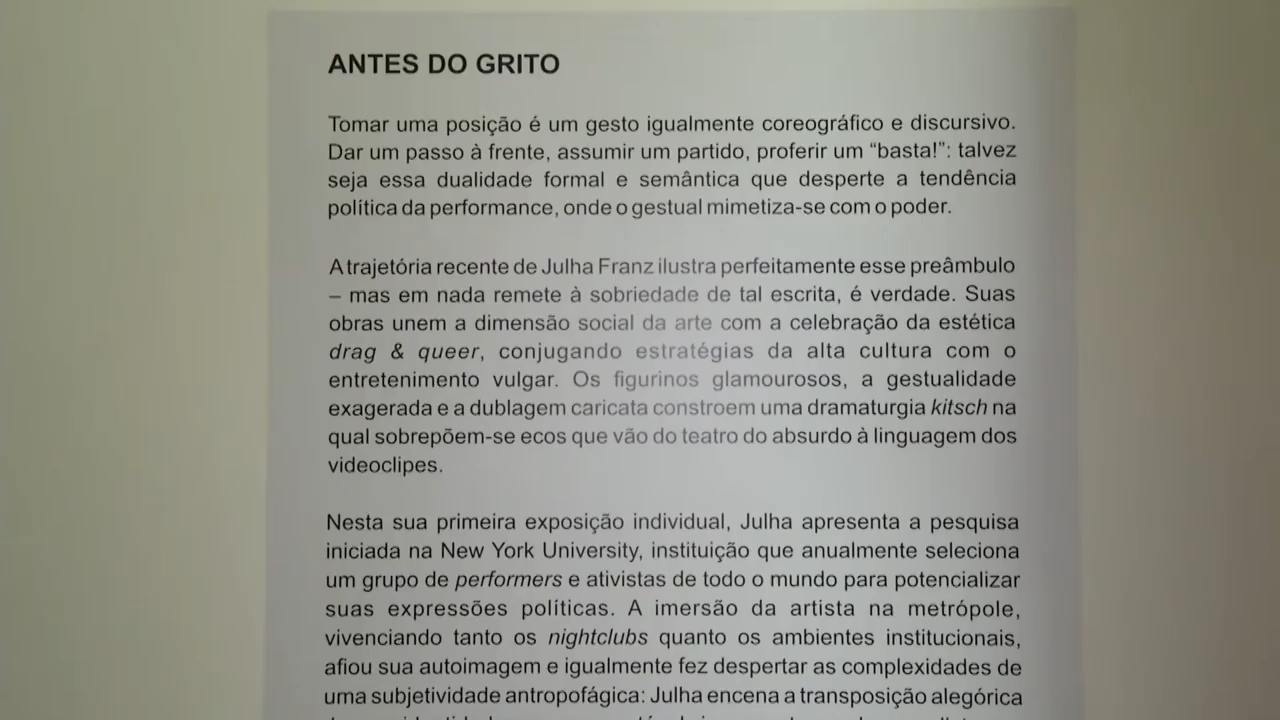 ANTES DO GRITO
Tomar uma posição é um gesto igualmente coreográfico e discursivo.
Dar um passo à frente, assumir um partido, proferir um “basta!”: talvez
seja essa dualidade formal e semântica que desperte a tendência
política da performance, onde o gestual mimetiza-se com o poder.
A trajetória recente de Julha Franz ilustra perfeitamente esse preâmbulo
– mas em nada remete à sobriedade de tal escrita, é verdade. Suas
obras unem a dimensão social da arte com a celebração da estética
drag & queer, conjugando estratégias da alta cultura com o
entretenimento vulgar. Os figurinos glamourosos, a gestualidade
exagerada e a dublagem caricata constroem uma dramaturgia kitsch na
qual sobrepõem-se ecos que vão do teatro do absurdo à linguagem dos
videoclipes.
Nesta sua primeira exposição individual, Julha apresenta a pesquisa
iniciada na New York University, instituição que anualmente seleciona
um grupo de performers e ativistas de todo o mundo para potencializar
suas expressões políticas. A imersão da artista na metrópole,
vivenciando tanto os nightclubs quanto os ambientes institucionais,
afiou sua autoimagem e igualmente fez despertar as complexidades de
uma subjetividade antropofágica: Julha encena a transposição alegórica